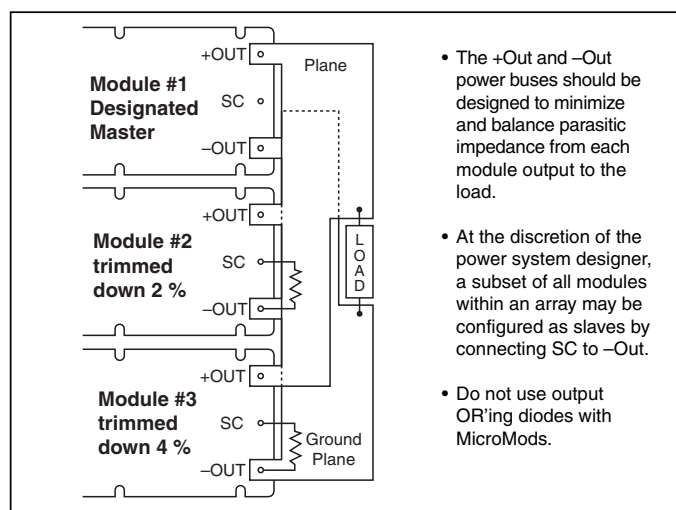 +OUT
Plane
Module #1
Designated
Master
SC
–OUT
+OUT
Module #2
trimmed
down 2 %
SC
–OUT
LOAD
+OUT
Module #3
trimmed
down 4 %
SC
Ground
Plane
–OUT
• The +Out and –Out
power buses should be
designed to minimize
and balance parasitic
impedance from each
module output to the
load.
• At the discretion of the
power system designer,
a subset of all modules
within an array may be
configured as slaves by
connecting SC to –Out.
• Do not use output
OR'ing diodes with
MicroMods.